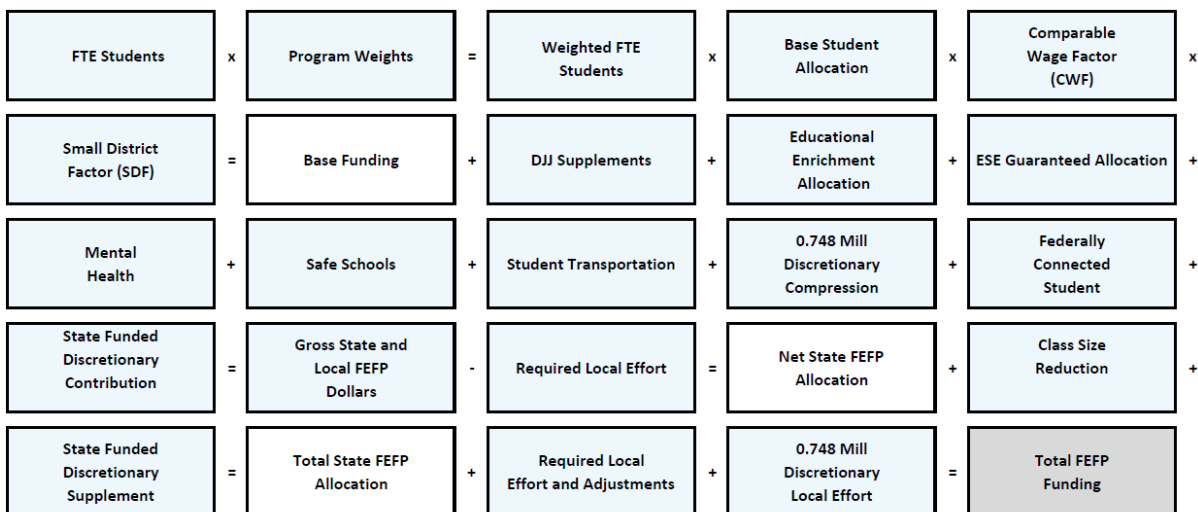 FTE Students x Program Weights = Weighted FTE Students x Base Student Allocation x Comparable Wage Factor (CWF) x
Small District Factor (SDF) = Base Funding + DJJ Supplements + Educational Enrichment Allocation + ESE Guaranteed Allocation +
Mental Health + Safe Schools + Student Transportation + 0.748 Mill Discretionary Compression + Federally Connected Student +
State Funded Discretionary Contribution = Gross State and Local FEFP Dollars - Required Local Effort = Net State FEFP Allocation + Class Size Reduction +
State Funded Discretionary Supplement = Total State FEFP Allocation + Required Local Effort and Adjustments + 0.748 Mill Discretionary Local Effort = Total FEFP Funding